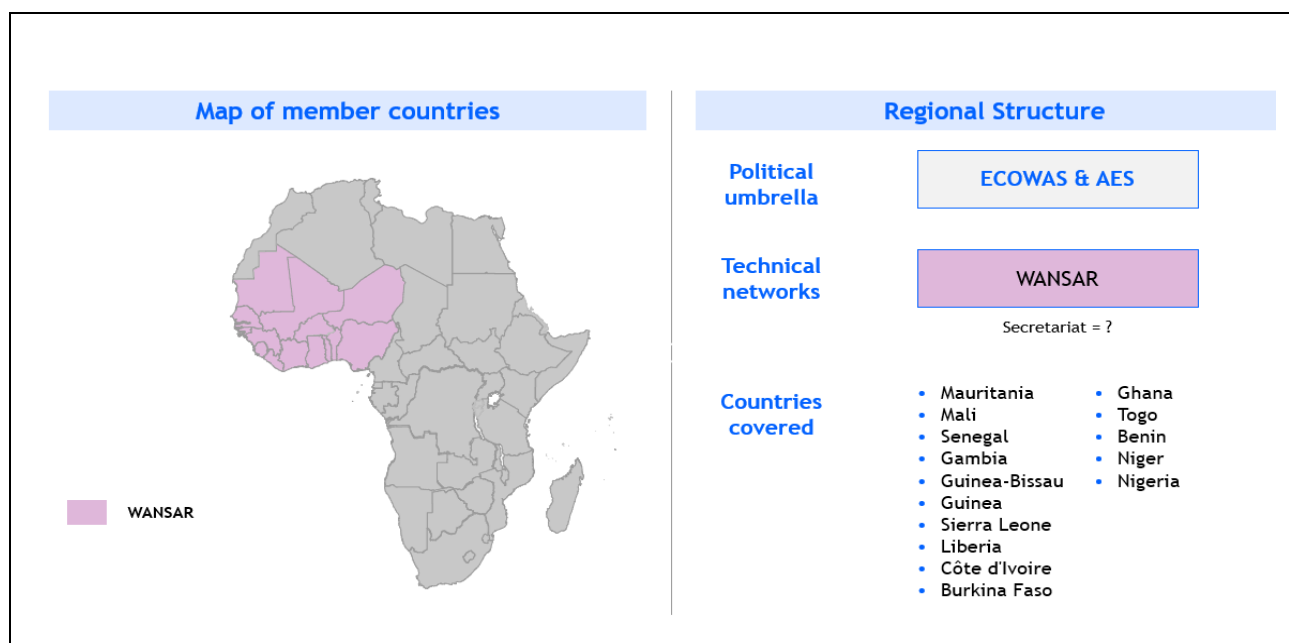 Map of member countries
WANSAR
Regional Structure
Political
umbrella
ECOWAS & AES
Technical
networks
WANSAR
Secretariat = ?
Countries
covered
• Mauritania
• Mali
• Senegal
• Gambia
• Guinea-Bissau
• Guinea
• Sierra Leone
• Liberia
• Côte d'Ivoire
• Burkina Faso
• Ghana
• Togo
• Benin
• Niger
• Nigeria